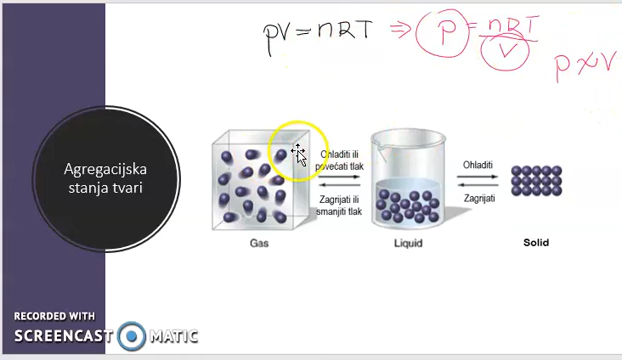 pV = nRT ⇒ p = nRT / V
p ∝ V
Agregacijska
stanja tvari
Ohladiti ili
povećati tlak
Zagrijati ili
smanjiti tlak
Ohladiti
Zagrijati
Gas
Liquid
Solid
RECORDED WITH
SCREENCAST MATIC